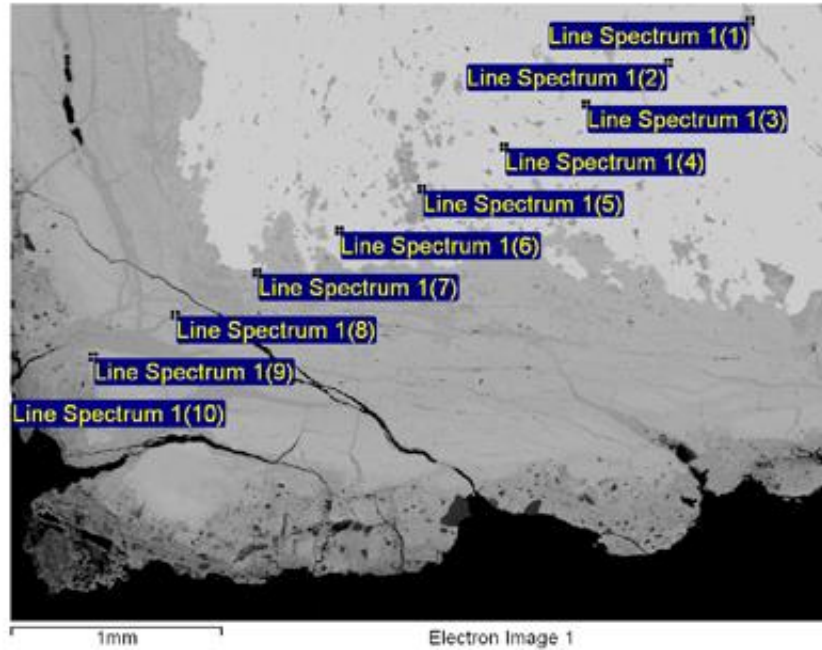 Line Spectrum 1(1)
Line Spectrum 1(2)
Line Spectrum 1(3)
Line Spectrum 1(4)
Line Spectrum 1(5)
Line Spectrum 1(6)
Line Spectrum 1(7)
Line Spectrum 1(8)
Line Spectrum 1(9)
Line Spectrum 1(10)
1mm
Electron Image 1